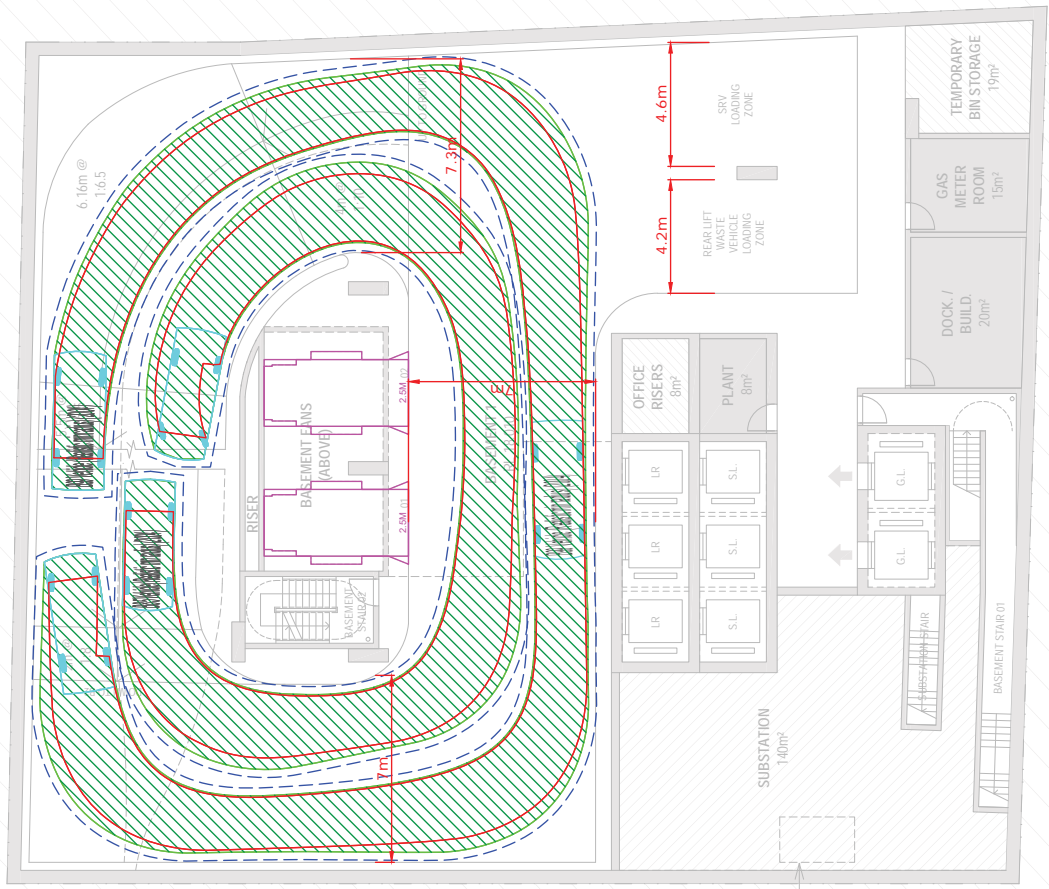 TEMPORARY
BIN STORAGE
19m²
4.6m
SRV
LOADING
ZONE
7.3m
6.16m @
1:6.5
GAS
METER
ROOM
15m²
4.2m
REAR LIFT
WASTE
VEHICLE
LOADING
ZONE
DOCK. /
BUILD.
20m²
7m
2.5M 02
OFFICE
RISERS
8m²
PLANT
8m²
BASEMENT FANS
(ABOVE)
RISER
BASEMENT 1
2.5M 01
LR
S.L.
G.L
LR
S.L.
G.L
LR
S.L.
BASEMENT
STAIR 02
SUBSTATION STAIR
BASEMENT STAIR 01
SUBSTATION
140m²
7m